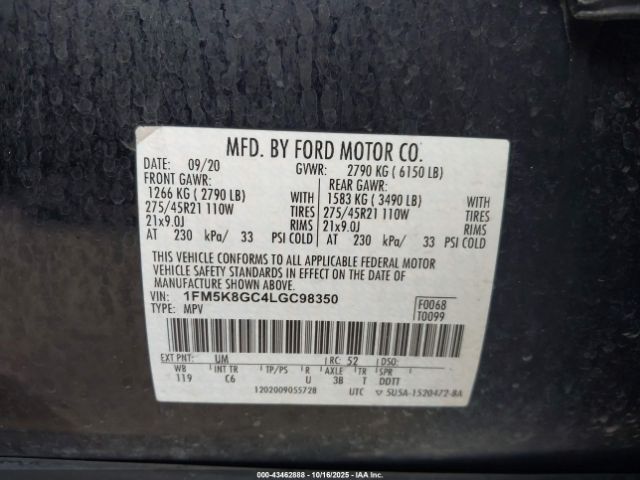 MFD. BY FORD MOTOR CO.
DATE: 09/20 GVWR: 2790 KG ( 6150 LB)
FRONT GAWR: REAR GAWR:
1266 KG ( 2790 LB) WITH 1583 KG ( 3490 LB) WITH
275/45R21 110W TIRES 275/45R21 110W TIRES
21x9.0J RIMS 21x9.0J RIMS
AT 230 kPa/ 33 PSI COLD AT 230 kPa/ 33 PSI COLD
THIS VEHICLE CONFORMS TO ALL APPLICABLE FEDERAL MOTOR
VEHICLE SAFETY STANDARDS IN EFFECT ON THE DATE OF
MANUFACTURE SHOWN ABOVE.
VIN: 1FM5K8GC4LGC98350 F0068
TYPE: MPV T0099
EXT PNT: UM RC: 52 DSO:
WB INT TR TP/PS R AXLE TR SPR
119 C6 U 3B T DDTT
1202009055728 UTC ▽ 5U5A-1520472-BA
© IAA - 43462888 - 10/16/2025 - IAA, Inc.